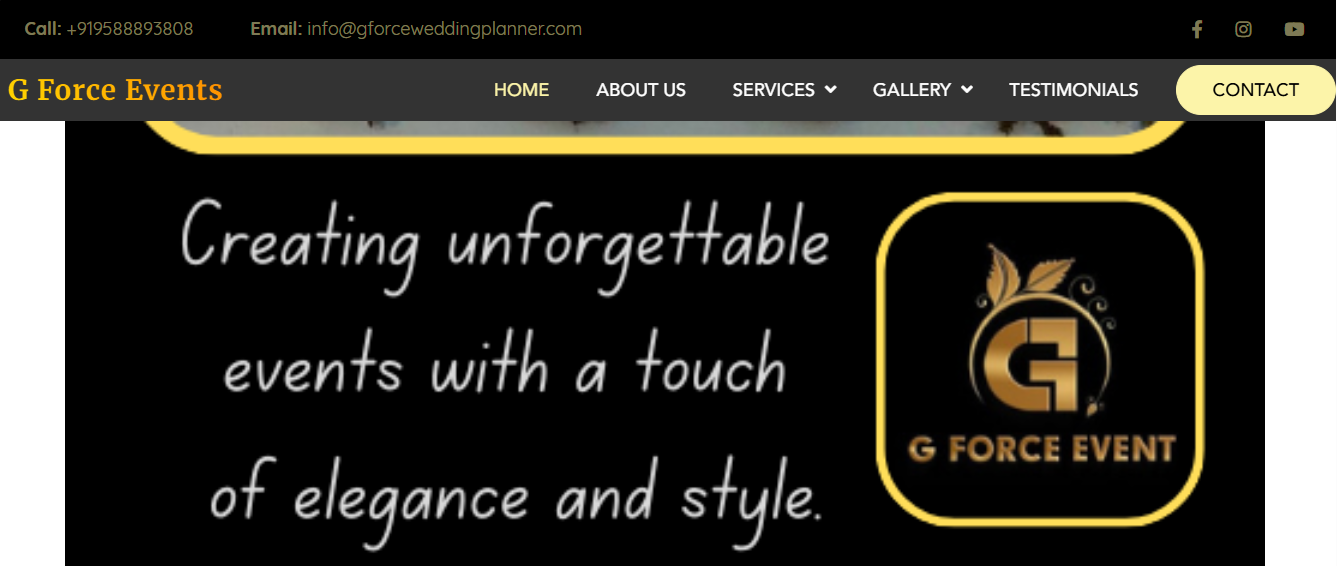 Call: +919588893808 Email: info@gforceweddingplanner.com
G Force Events HOME ABOUT US SERVICES GALLERY TESTIMONIALS CONTACT
Creating unforgettable
events with a touch
of elegance and style.
G FORCE EVENT